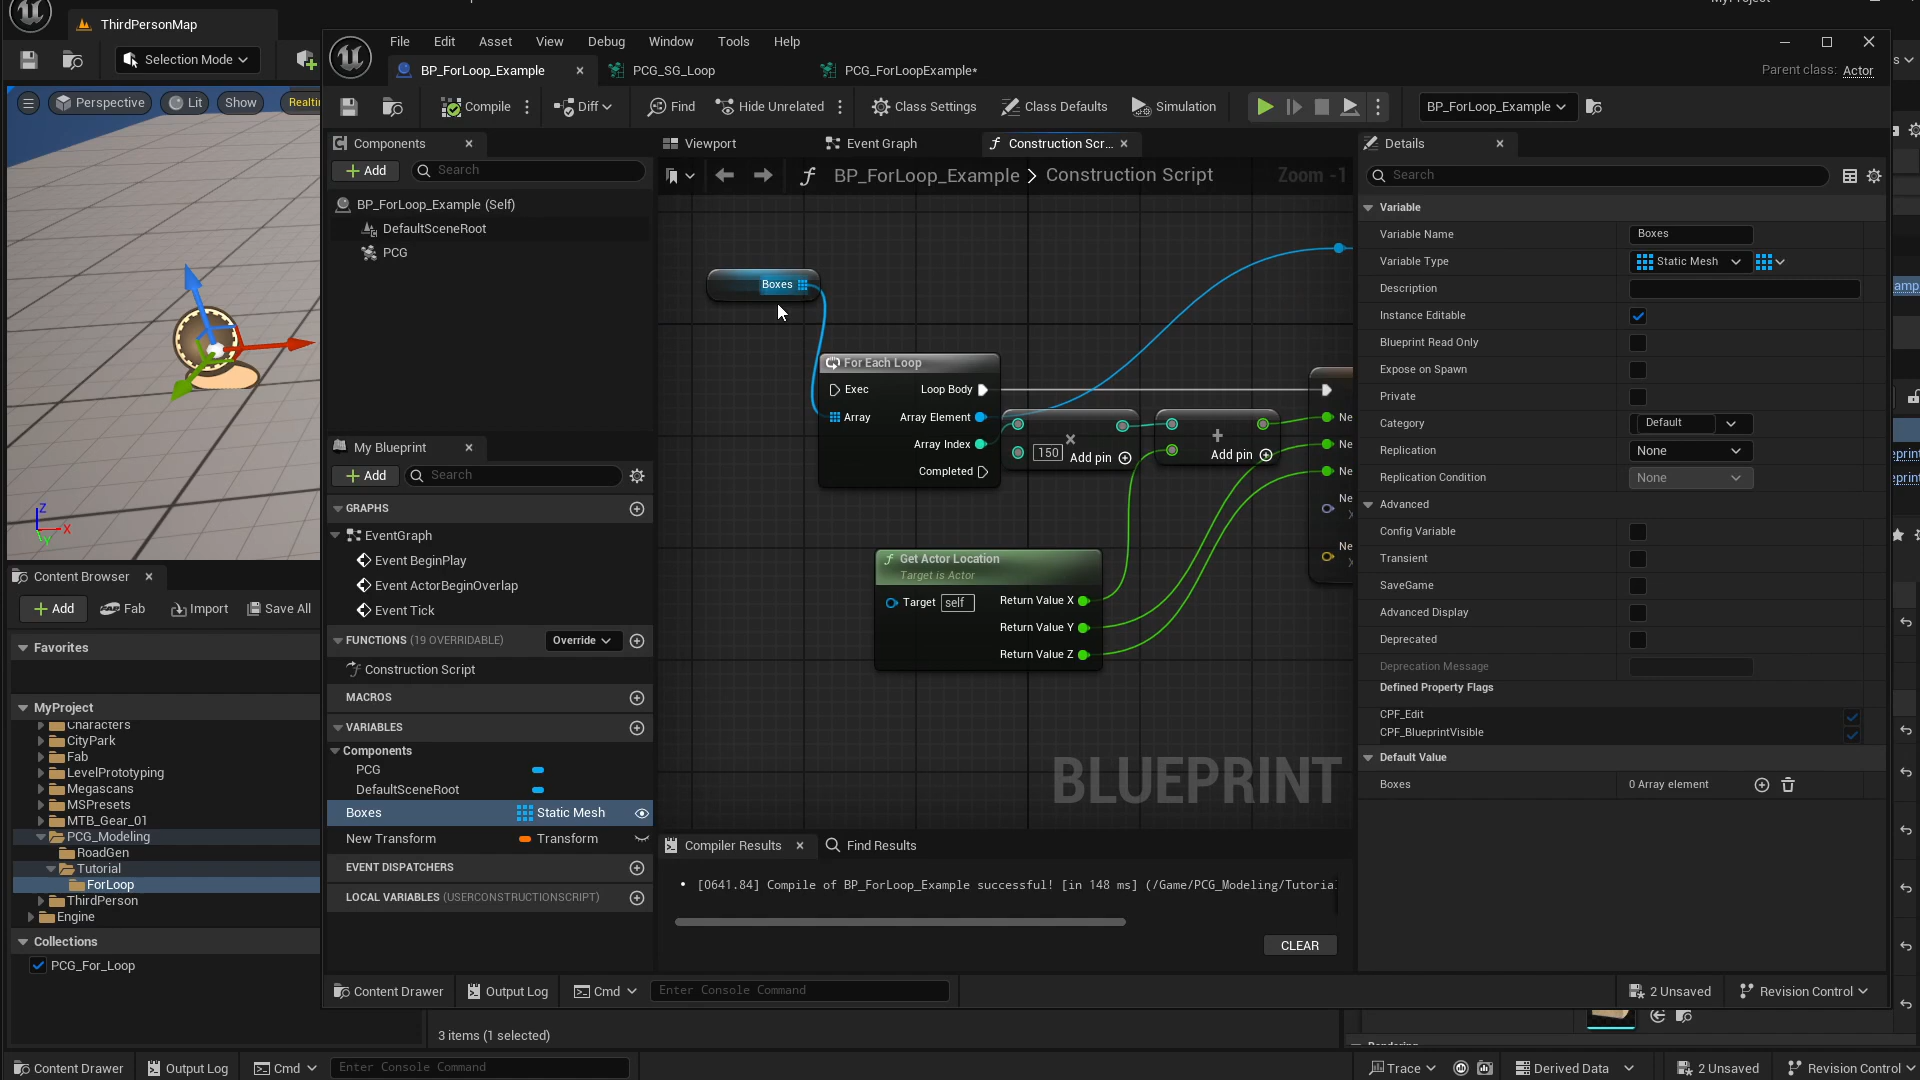 ThirdPersonMap
Selection Mode
Perspective
Lit
Show
File
Edit
Asset
View
Debug
Window
Tools
Help
BP_ForLoop_Example
PCG_SG_Loop
PCG_ForLoopExample*
Parent class: Actor
Compile
Diff
Find
Hide Unrelated
Class Settings
Class Defaults
Simulation
BP_ForLoop_Example
Components
Add
Search
BP_ForLoop_Example (Self)
DefaultSceneRoot
PCG
Viewport
Event Graph
Construction Scr...
BP_ForLoop_Example > Construction Script
Zoom -1
Boxes
For Each Loop
Exec
Loop Body
Array
Array Element
Array Index
Completed
150
Add pin
Add pin
Ne
Ne
Ne
Ne
Ne
Get Actor Location
Target is Actor
Target
self
Return Value X
Return Value Y
Return Value Z
BLUEPRINT
My Blueprint
Add
Search
GRAPHS
EventGraph
Event BeginPlay
Event ActorBeginOverlap
Event Tick
FUNCTIONS (19 OVERRIDABLE)
Override
Construction Script
MACROS
VARIABLES
Components
PCG
DefaultSceneRoot
Boxes
Static Mesh
New Transform
Transform
EVENT DISPATCHERS
LOCAL VARIABLES (USERCONSTRUCTIONSCRIPT)
Compiler Results
Find Results
[0641.84] Compile of BP_ForLoop_Example successful! [in 148 ms] (/Game/PCG_Modeling/Tutoria
CLEAR
Details
Search
Variable
Variable Name
Boxes
Variable Type
Static Mesh
Description
Instance Editable
Blueprint Read Only
Expose on Spawn
Private
Category
Default
Replication
None
Replication Condition
None
Advanced
Config Variable
Transient
SaveGame
Advanced Display
Deprecated
Deprecation Message
Defined Property Flags
CPF_Edit
CPF_BlueprintVisible
Default Value
Boxes
0 Array element
Content Browser
Add
Fab
Import
Save All
Favorites
MyProject
Characters
CityPark
Fab
LevelPrototyping
Megascans
MSPresets
MTB_Gear_01
PCG_Modeling
RoadGen
Tutorial
ForLoop
ThirdPerson
Engine
Collections
PCG_For_Loop
Content Drawer
Output Log
Cmd
Enter Console Command
2 Unsaved
Revision Control
3 items (1 selected)
Content Drawer
Output Log
Cmd
Enter Console Command
Trace
Derived Data
2 Unsaved
Revision Control